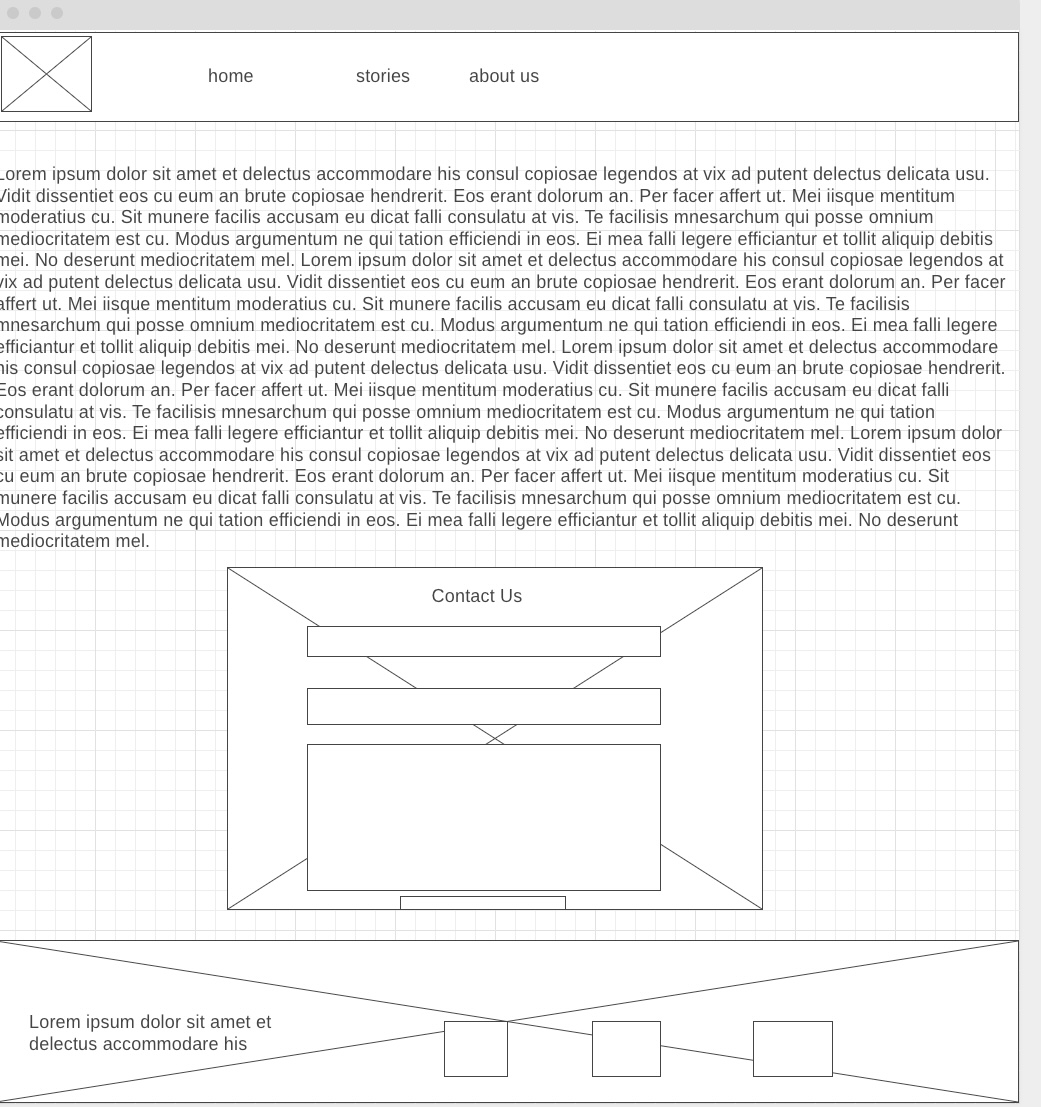 home stories about us
Lorem ipsum dolor sit amet et delectus accommodare his consul copiosae legendos at vix ad putent delectus delicata usu.
Vidit dissentiet eos cu eum an brute copiosae hendrerit. Eos erant dolorum an. Per facer affert ut. Mei iisque mentitum
moderatius cu. Sit munere facilis accusam eu dicat falli consulatu at vis. Te facilisis mnesarchum qui posse omnium
mediocritatem est cu. Modus argumentum ne qui tation efficiendi in eos. Ei mea falli legere efficiantur et tollit aliquip debitis
mei. No deserunt mediocritatem mel. Lorem ipsum dolor sit amet et delectus accommodare his consul copiosae legendos at
vix ad putent delectus delicata usu. Vidit dissentiet eos cu eum an brute copiosae hendrerit. Eos erant dolorum an. Per facer
affert ut. Mei iisque mentitum moderatius cu. Sit munere facilis accusam eu dicat falli consulatu at vis. Te facilisis
mnesarchum qui posse omnium mediocritatem est cu. Modus argumentum ne qui tation efficiendi in eos. Ei mea falli legere
efficiantur et tollit aliquip debitis mei. No deserunt mediocritatem mel. Lorem ipsum dolor sit amet et delectus accommodare
his consul copiosae legendos at vix ad putent delectus delicata usu. Vidit dissentiet eos cu eum an brute copiosae hendrerit.
Eos erant dolorum an. Per facer affert ut. Mei iisque mentitum moderatius cu. Sit munere facilis accusam eu dicat falli
consulatu at vis. Te facilisis mnesarchum qui posse omnium mediocritatem est cu. Modus argumentum ne qui tation
efficiendi in eos. Ei mea falli legere efficiantur et tollit aliquip debitis mei. No deserunt mediocritatem mel. Lorem ipsum dolor
sit amet et delectus accommodare his consul copiosae legendos at vix ad putent delectus delicata usu. Vidit dissentiet eos
cu eum an brute copiosae hendrerit. Eos erant dolorum an. Per facer affert ut. Mei iisque mentitum moderatius cu. Sit
munere facilis accusam eu dicat falli consulatu at vis. Te facilisis mnesarchum qui posse omnium mediocritatem est cu.
Modus argumentum ne qui tation efficiendi in eos. Ei mea falli legere efficiantur et tollit aliquip debitis mei. No deserunt
mediocritatem mel.
Contact Us
Lorem ipsum dolor sit amet et
delectus accommodare his